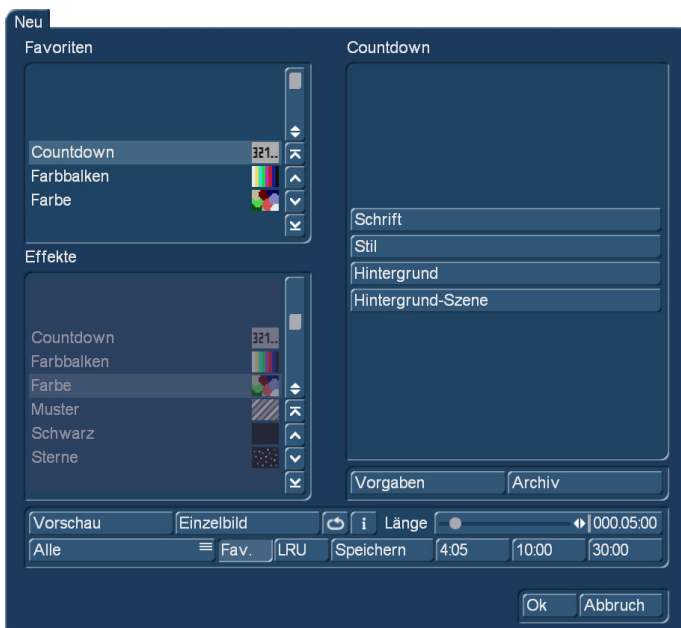 Neu
Favoriten
Countdown
Countdown 321..
Farbbalken
Farbe
Schrift
Stil
Hintergrund
Hintergrund-Szene
Effekte
Countdown 321..
Farbbalken
Farbe
Muster
Schwarz
Sterne
Vorgaben Archiv
Vorschau Einzelbild i Länge 000.05:00
Alle Fav. LRU Speichern 4:05 10:00 30:00
Ok Abbruch